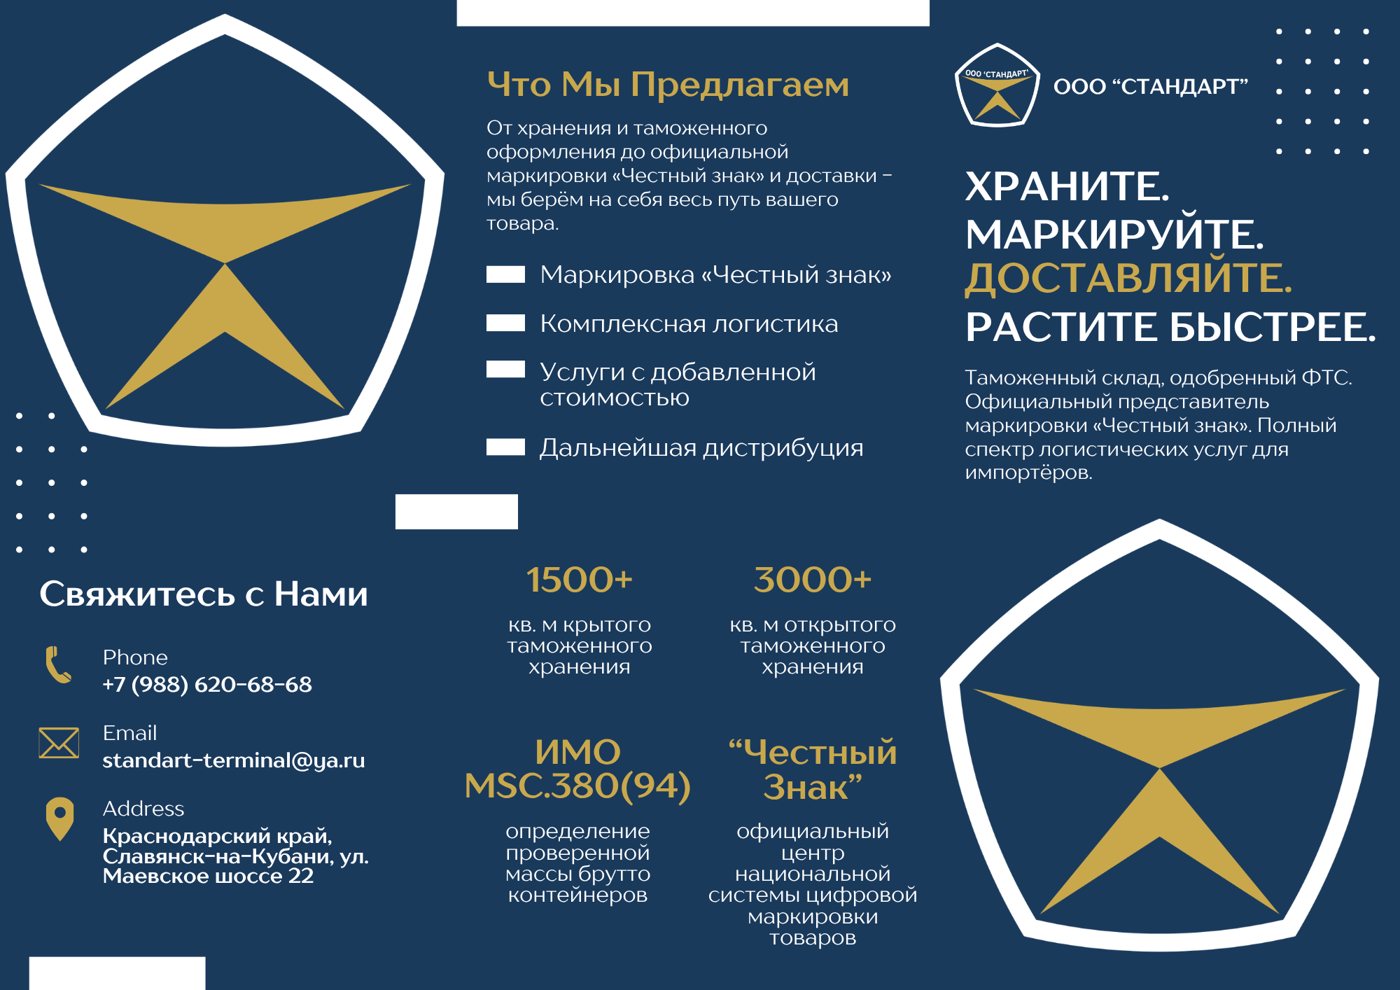 Свяжитесь с Нами
Phone
+7 (988) 620-68-68
Email
standart-terminal@ya.ru
Address
Краснодарский край,
Славянск-на-Кубани, ул.
Маевское шоссе 22
Что Мы Предлагаем
От хранения и таможенного
оформления до официальной
маркировки «Честный знак» и доставки –
мы берём на себя весь путь вашего
товара.
Маркировка «Честный знак»
Комплексная логистика
Услуги с добавленной
стоимостью
Дальнейшая дистрибуция
1500+
кв. м крытого
таможенного
хранения
3000+
кв. м открытого
таможенного
хранения
ИМО
MSC.380(94)
определение
проверенной
массы брутто
контейнеров
“Честный
Знак”
официальный
центр
национальной
системы цифровой
маркировки
товаров
ООО "СТАНДАРТ"
ООО “СТАНДАРТ”
ХРАНИТЕ.
МАРКИРУЙТЕ.
ДОСТАВЛЯЙТЕ.
РАСТИТЕ БЫСТРЕЕ.
Таможенный склад, одобренный ФТС.
Официальный представитель
маркировки «Честный знак». Полный
спектр логистических услуг для
импортёров.